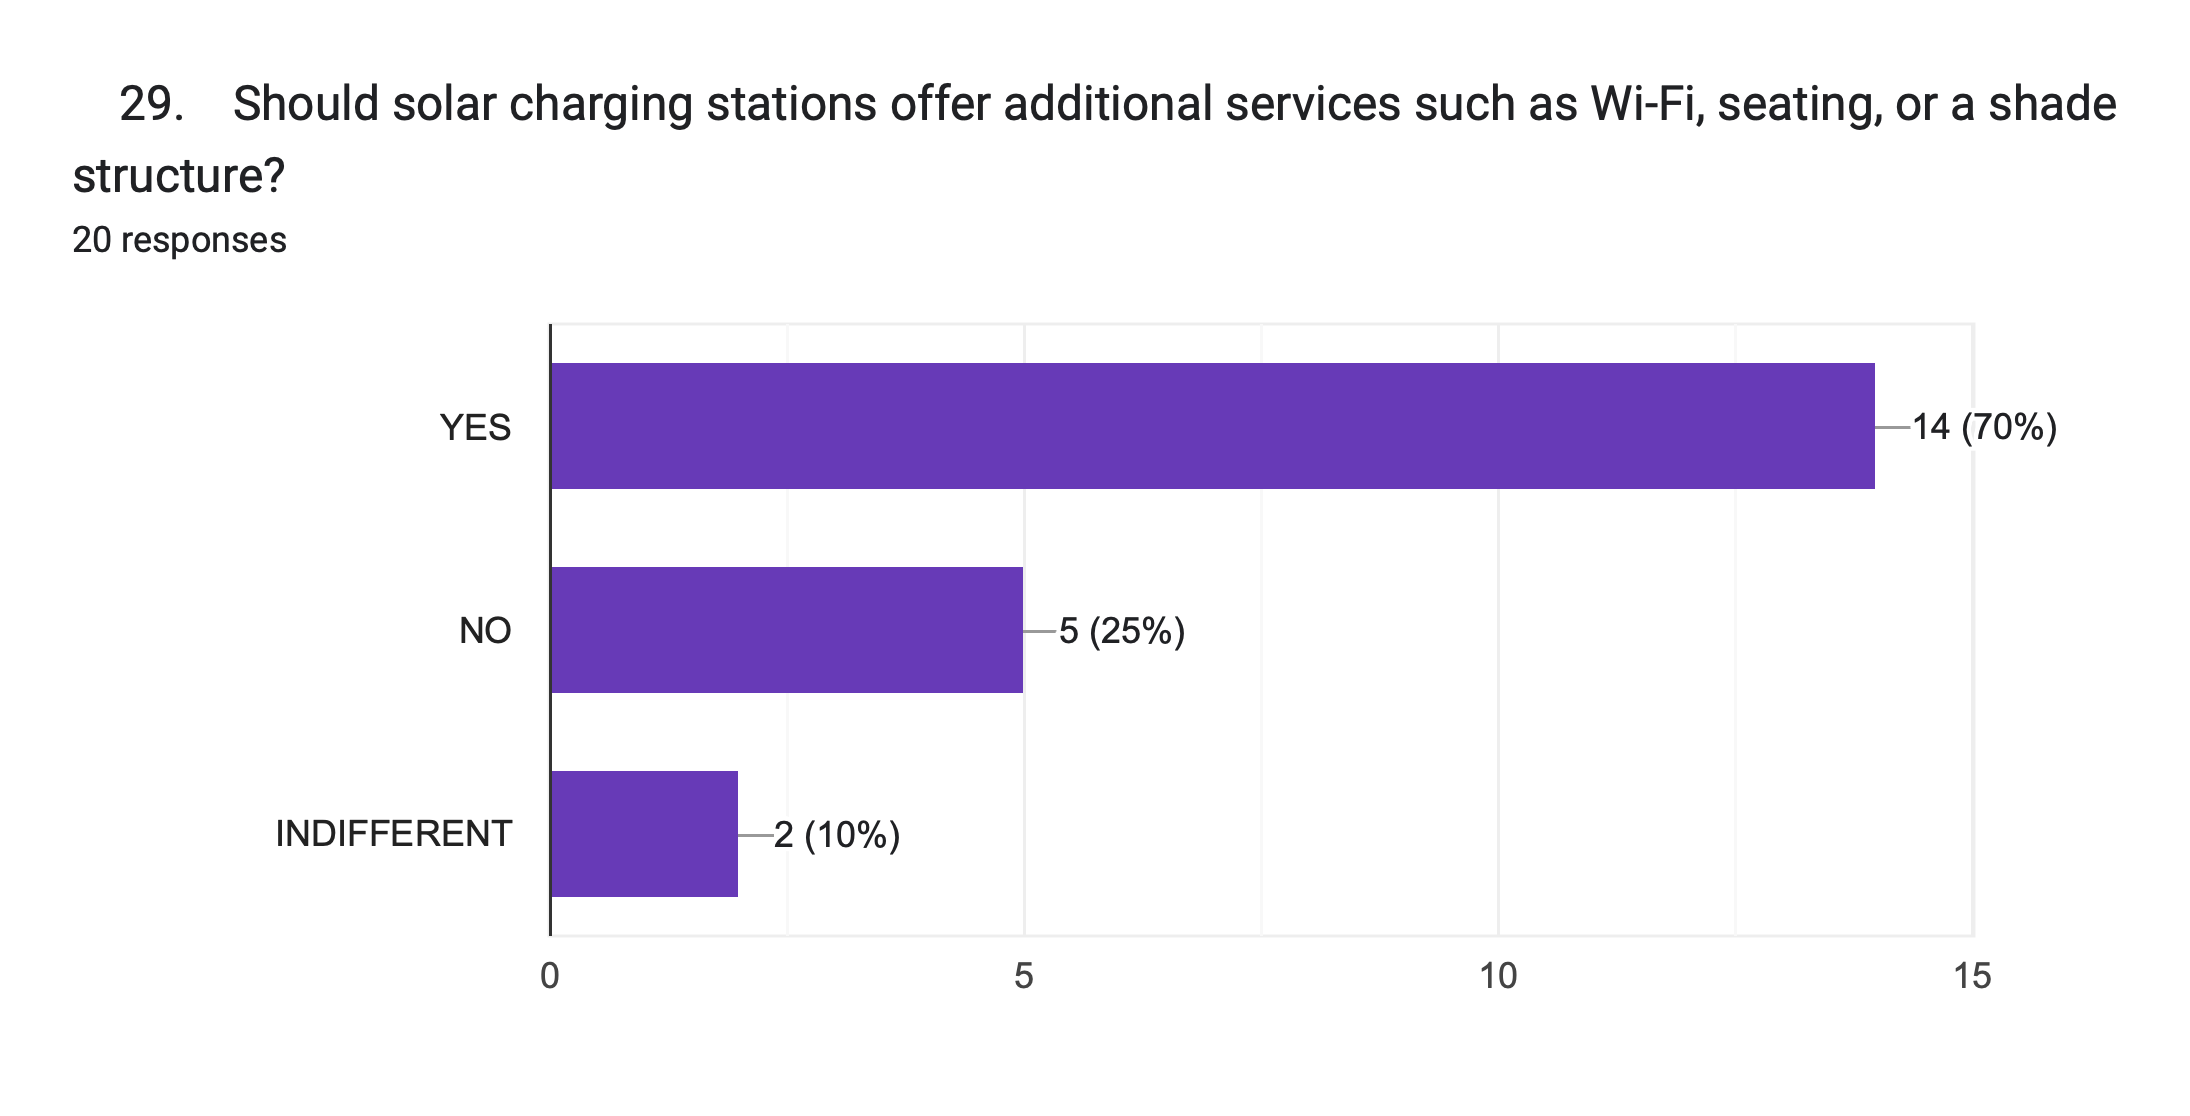 29. Should solar charging stations offer additional services such as Wi-Fi, seating, or a shade
structure?
20 responses
YES
14 (70%)
NO
5 (25%)
INDIFFERENT
2 (10%)
0 5 10 15